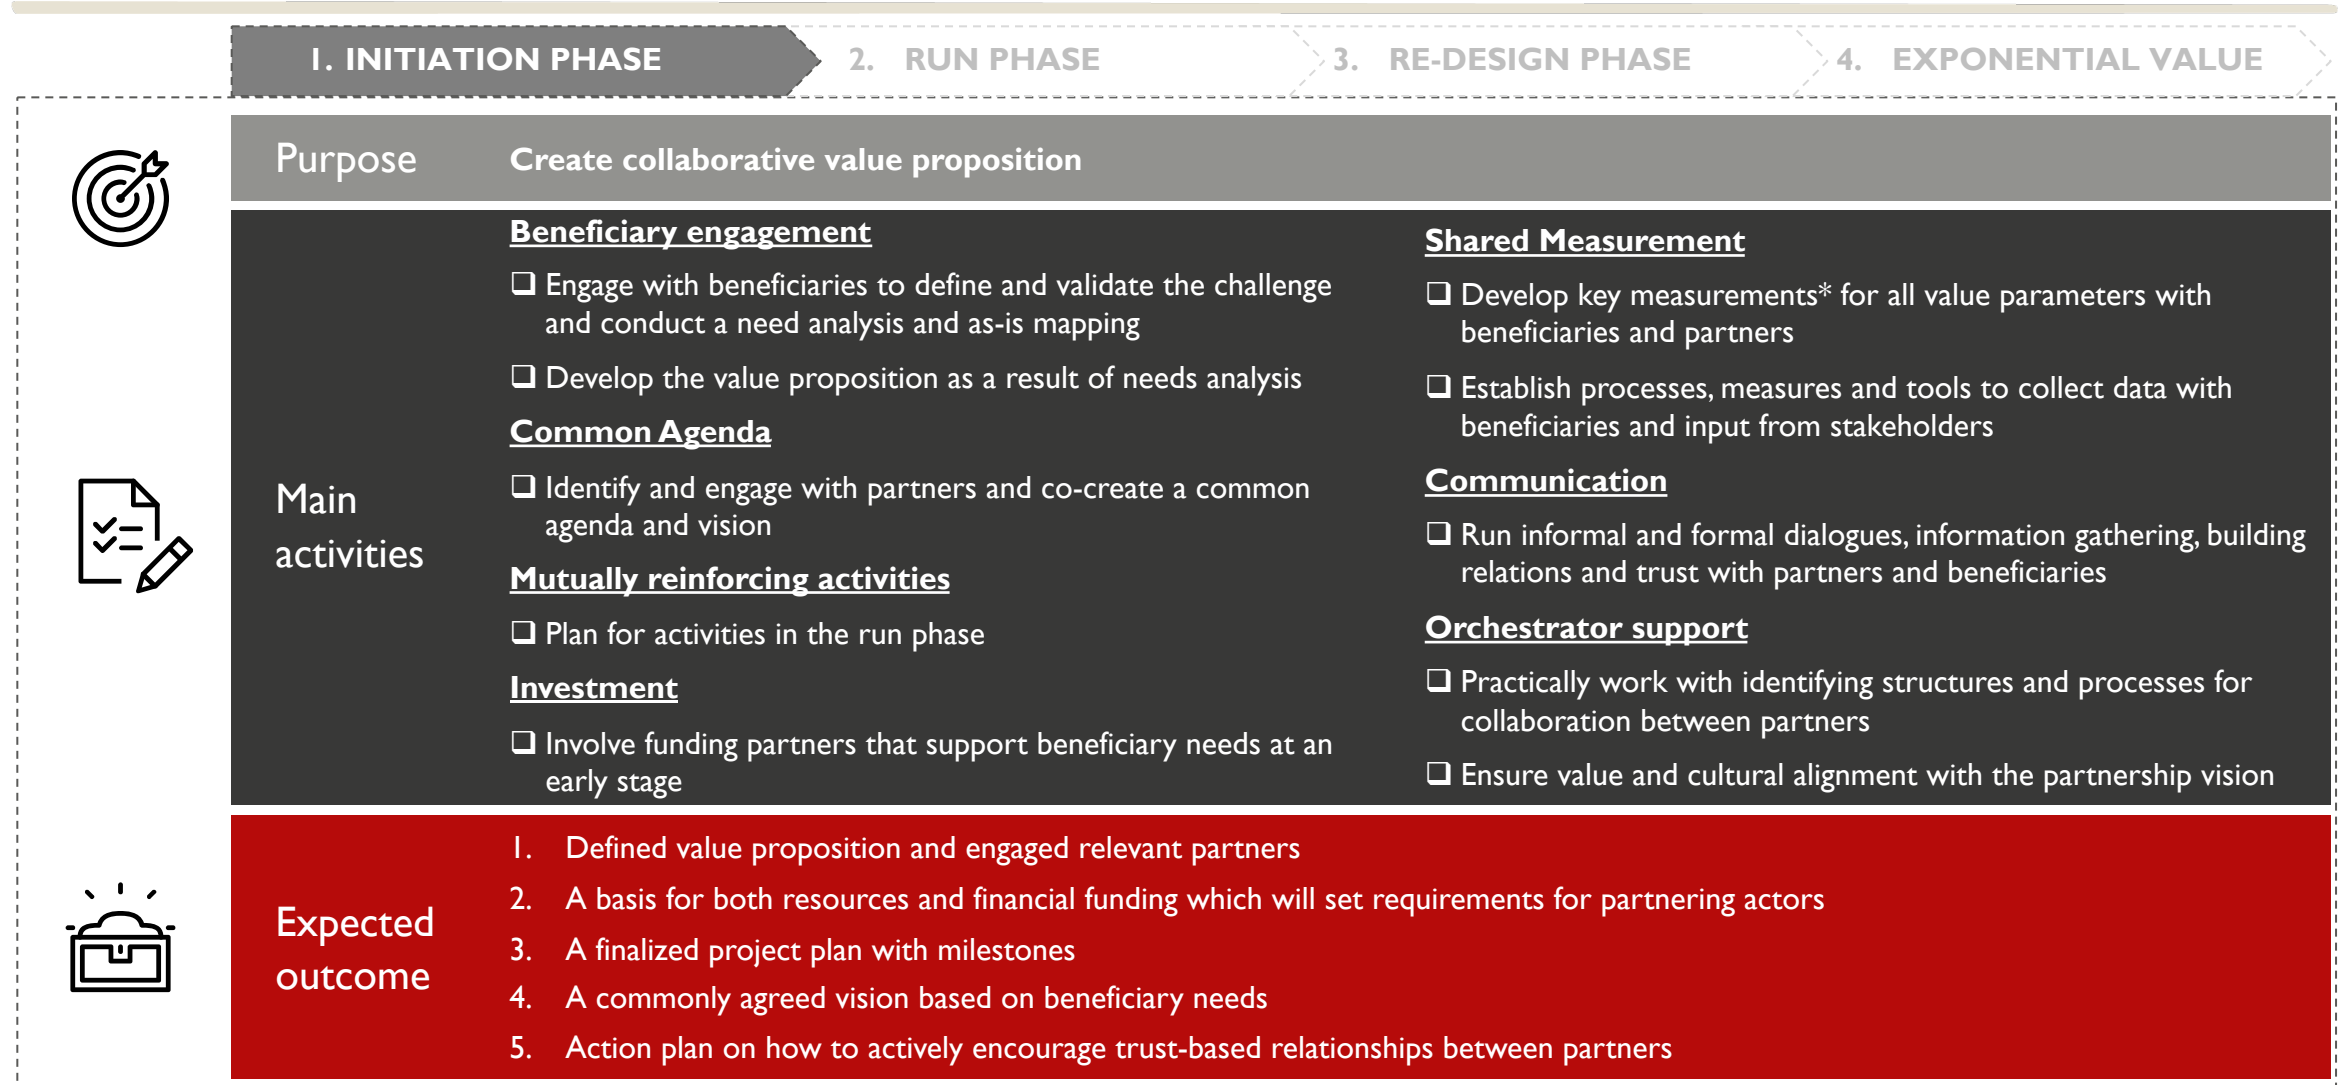 1. INITIATION PHASE
2. RUN PHASE
3. RE-DESIGN PHASE
4. EXPONENTIAL VALUE
Purpose
Create collaborative value proposition
Main
activities
Beneficiary engagement
❑ Engage with beneficiaries to define and validate the challenge
and conduct a need analysis and as-is mapping
❑ Develop the value proposition as a result of needs analysis
Common Agenda
❑ Identify and engage with partners and co-create a common
agenda and vision
Mutually reinforcing activities
❑ Plan for activities in the run phase
Investment
❑ Involve funding partners that support beneficiary needs at an
early stage
Shared Measurement
❑ Develop key measurements* for all value parameters with
beneficiaries and partners
❑ Establish processes, measures and tools to collect data with
beneficiaries and input from stakeholders
Communication
❑ Run informal and formal dialogues, information gathering, building
relations and trust with partners and beneficiaries
Orchestrator support
❑ Practically work with identifying structures and processes for
collaboration between partners
❑ Ensure value and cultural alignment with the partnership vision
Expected
outcome
1. Defined value proposition and engaged relevant partners
2. A basis for both resources and financial funding which will set requirements for partnering actors
3. A finalized project plan with milestones
4. A commonly agreed vision based on beneficiary needs
5. Action plan on how to actively encourage trust-based relationships between partners